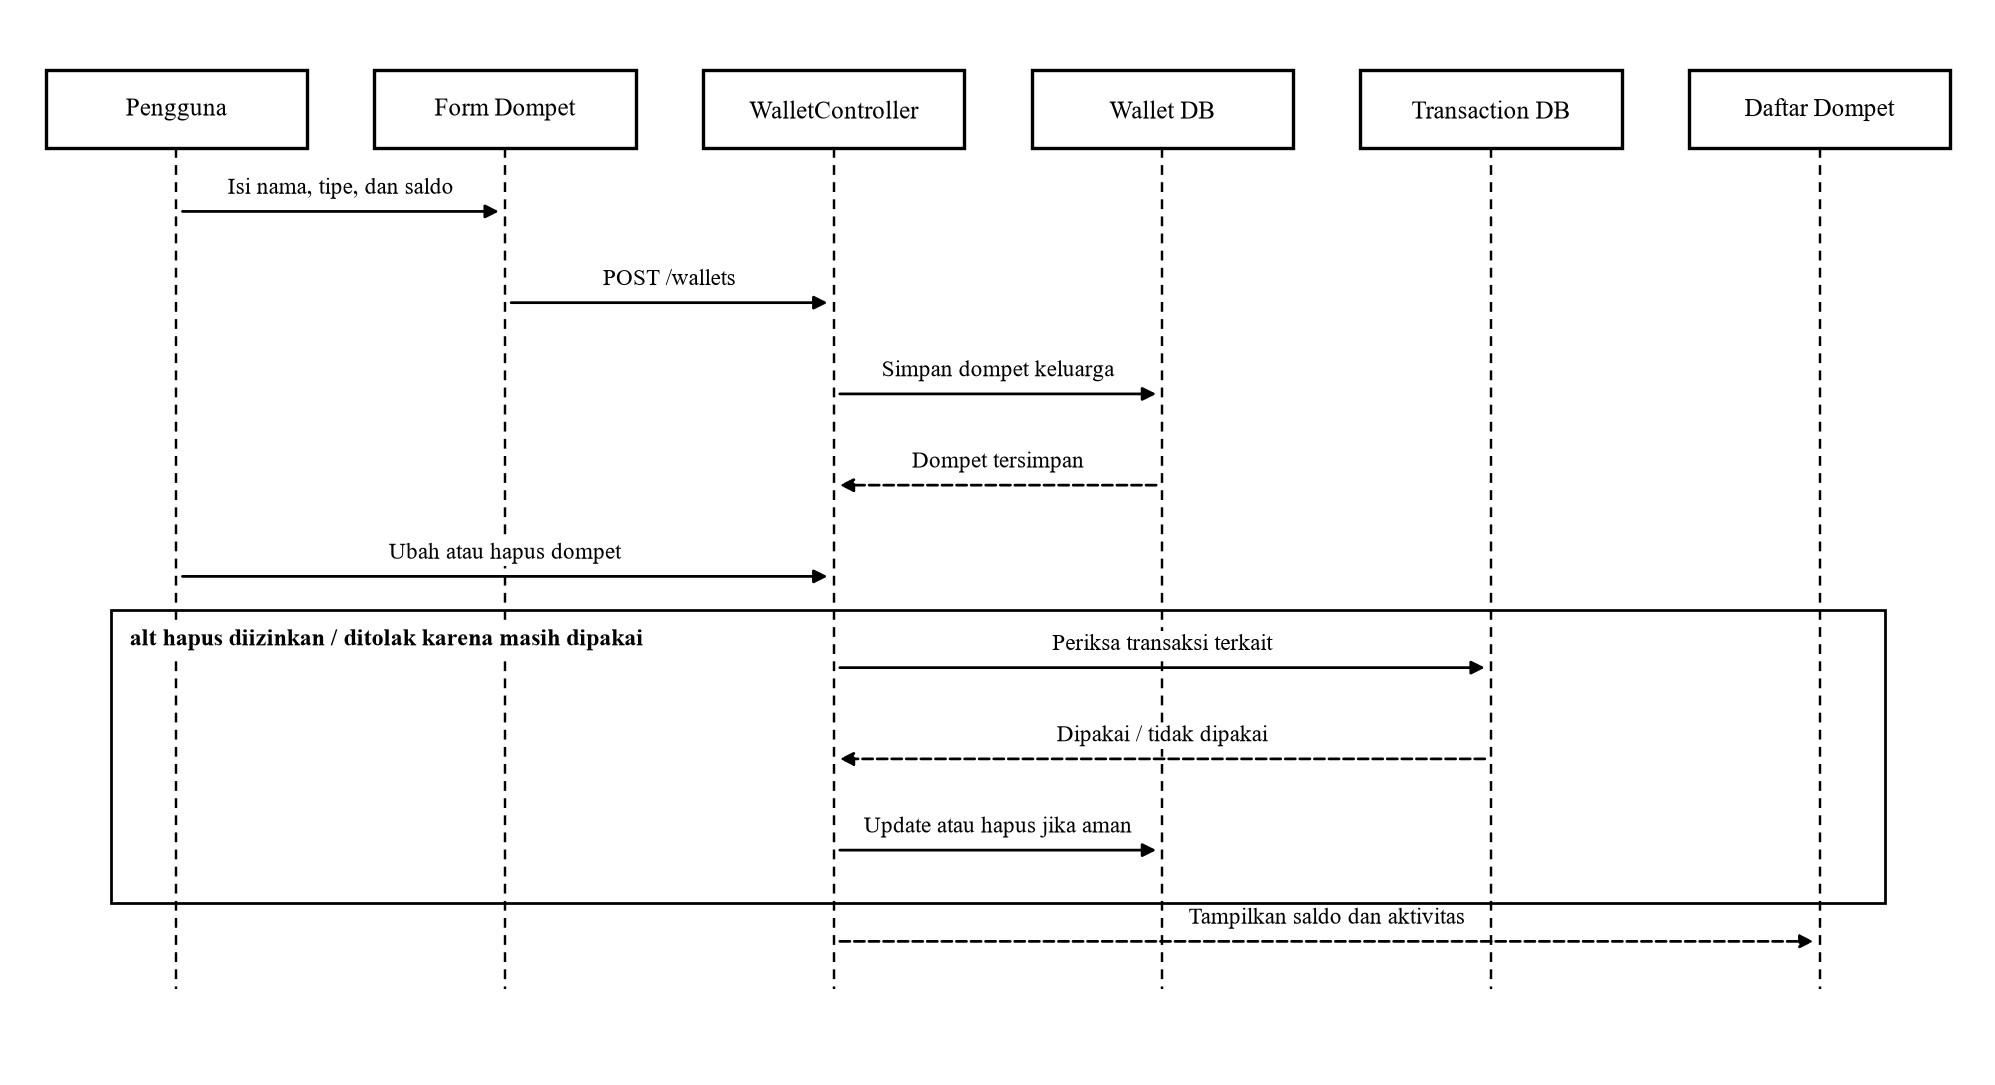 Pengguna
Form Dompet
WalletController
Wallet DB
Transaction DB
Daftar Dompet
Isi nama, tipe, dan saldo
POST /wallets
Simpan dompet keluarga
Dompet tersimpan
Ubah atau hapus dompet
alt hapus diizinkan / ditolak karena masih dipakai
Periksa transaksi terkait
Dipakai / tidak dipakai
Update atau hapus jika aman
Tampilkan saldo dan aktivitas